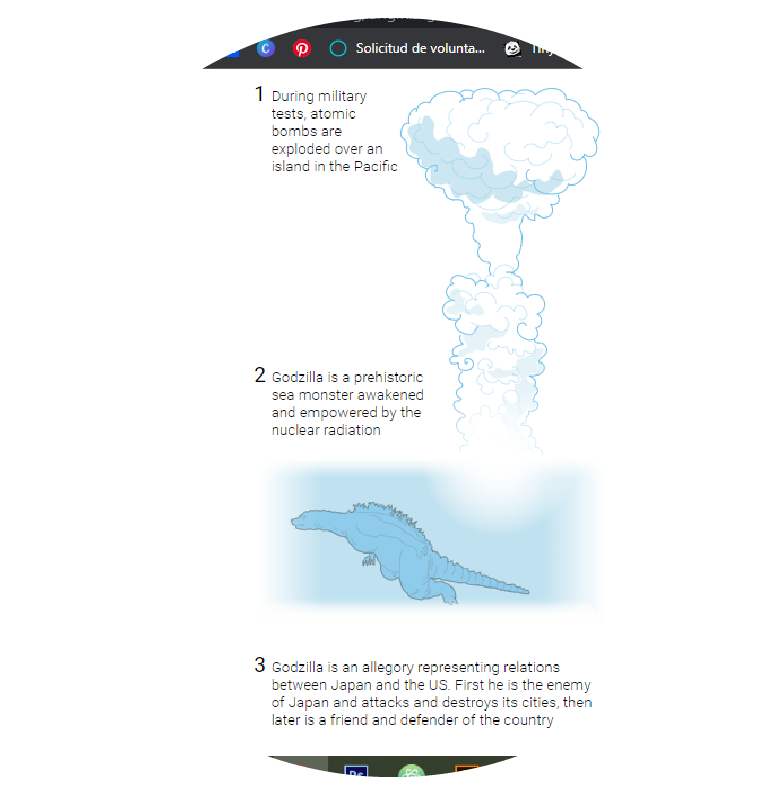 Solicitud de volunta...
1 During military
tests, atomic
bombs are
exploded over an
island in the Pacific
2 Godzilla is a prehistoric
sea monster awakened
and empowered by the
nuclear radiation
3 Godzilla is an allegory representing relations
between Japan and the US. First he is the enemy
of Japan and attacks and destroys its cities, then
later is a friend and defender of the country